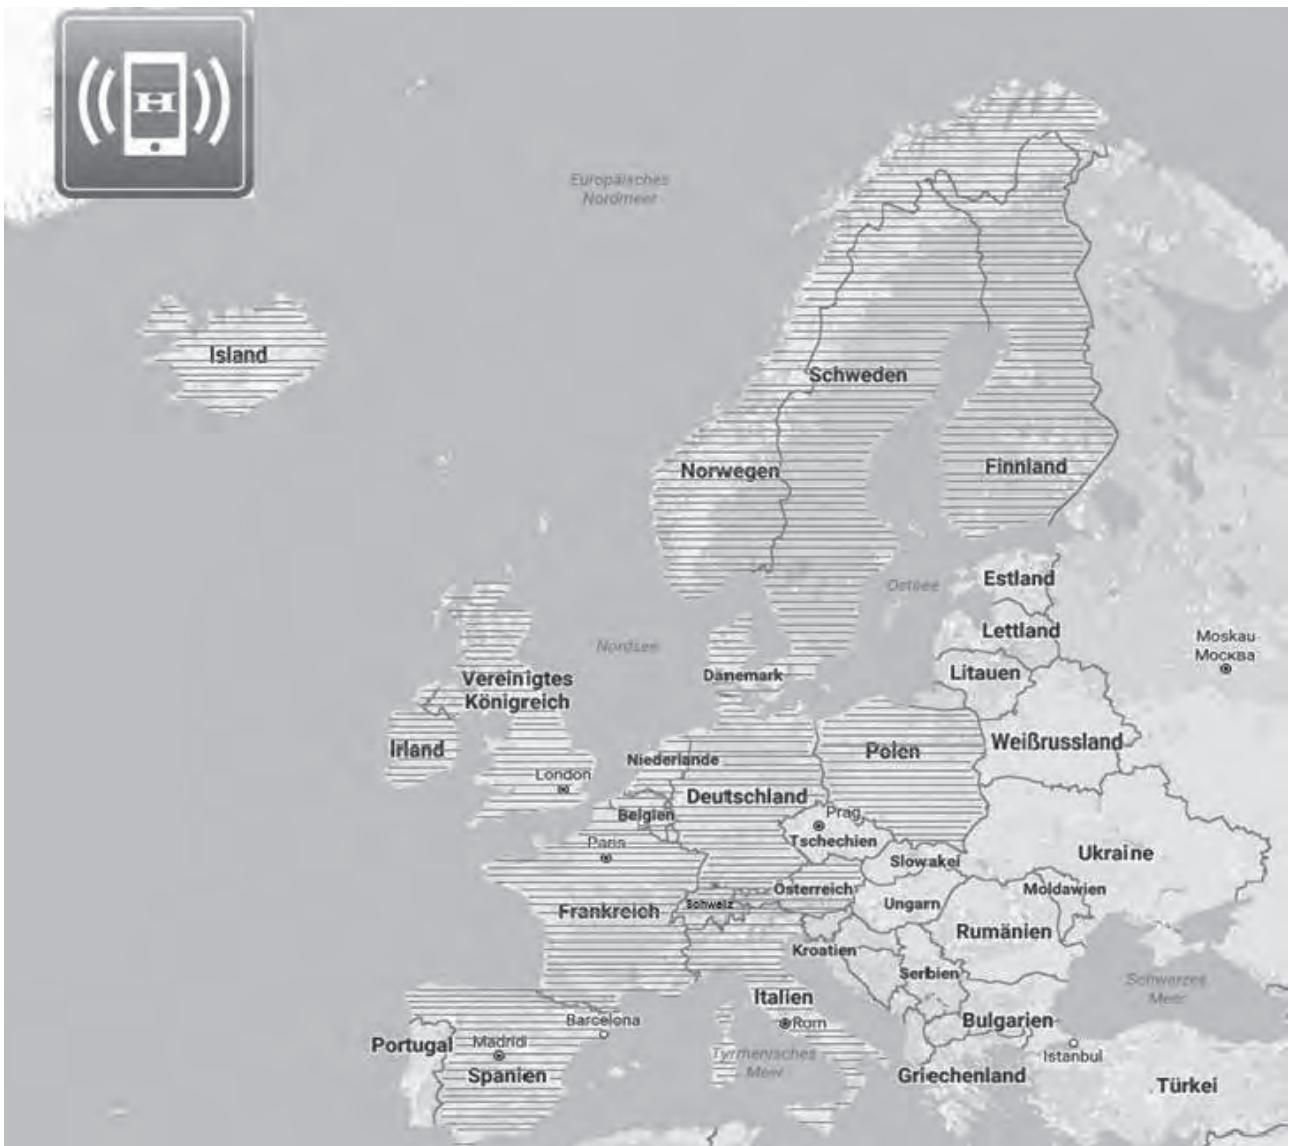 H
Europäisches
Nordmeer
Island
Schweden
Norwegen
Finnland
Estland
Ostsee
Lettland
Moskau
Москва
Nordsee
Litauen
Dänemark
Vereinigtes
Königreich
Weißrussland
Irland
Polen
Niederlande
London
Deutschland
Prag
Belgien
Tschechien
Paris
Ukraine
Slowakei
Österreich
Moldawien
Schweiz
Ungarn
Frankreich
Rumänien
Kroatien
Serbien
Schwarzes
Meer
Italien
Barcelona
Rom
Bulgarien
Portugal
Madrid
Istanbul
Tyrrhenisches
Meer
Spanien
Griechenland
Türkei